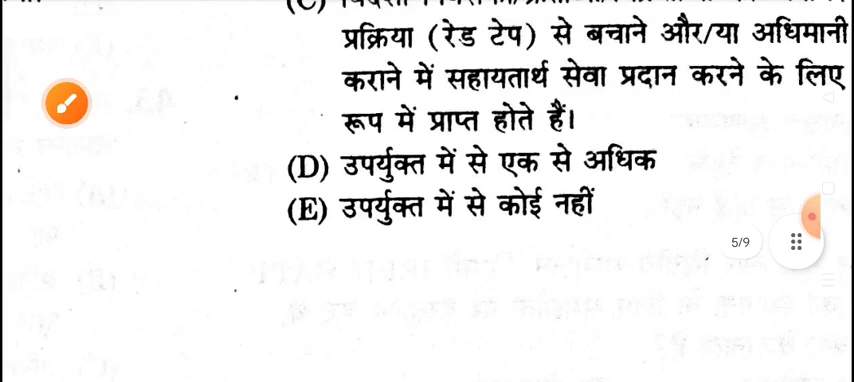 प्रक्रिया (रेड टेप) से बचाने और/या अधिमानी
कराने में सहायतार्थ सेवा प्रदान करने के लिए
रूप में प्राप्त होते हैं।
(D) उपर्युक्त में से एक से अधिक
(E) उपर्युक्त में से कोई नहीं
5/9